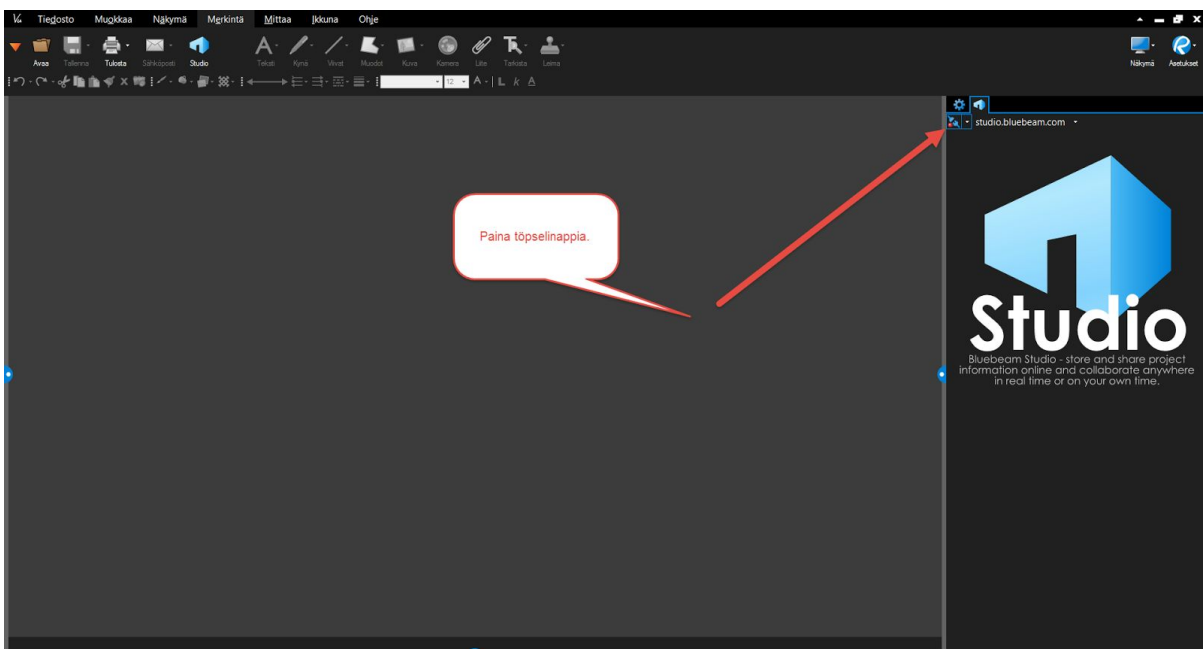 Tiedosto Muokkaa Näkymä Merkintä Mittaa Ikkuna Ohje
Avaa Tallenna Tulosta Sähköposti Studio Teksti Kynä Viivat Muodot Kuva Kamera Liite Tarkista Leima Näkymä Asetukset
12 A L k A
studio.bluebeam.com
Paina töpselinappia.
Studio
Bluebeam Studio - store and share project
information online and collaborate anywhere
in real time or on your own time.